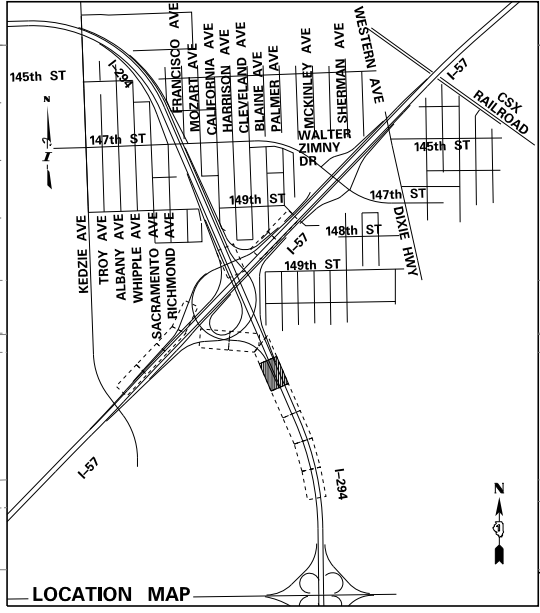 145th ST
I-294
FRANCISCO AVE
MOZART AVE
CALIFORNIA AVE
HARRISON AVE
CLEVELAND AVE
BLAINE AVE
PALMER AVE
MCKINLEY AVE
SHERMAN AVE
WESTERN AVE
I-57
CSX
RAILROAD
N
147th ST
WALTER
ZIMNY
DR
145th ST
149th ST
147th ST
KEDZIE AVE
TROY AVE
ALBANY AVE
WHIPPLE AVE
SACRAMENTO AVE
RICHMOND AVE
I-57
148th ST
DIXIE HWY
149th ST
I-57
I-294
N
LOCATION MAP